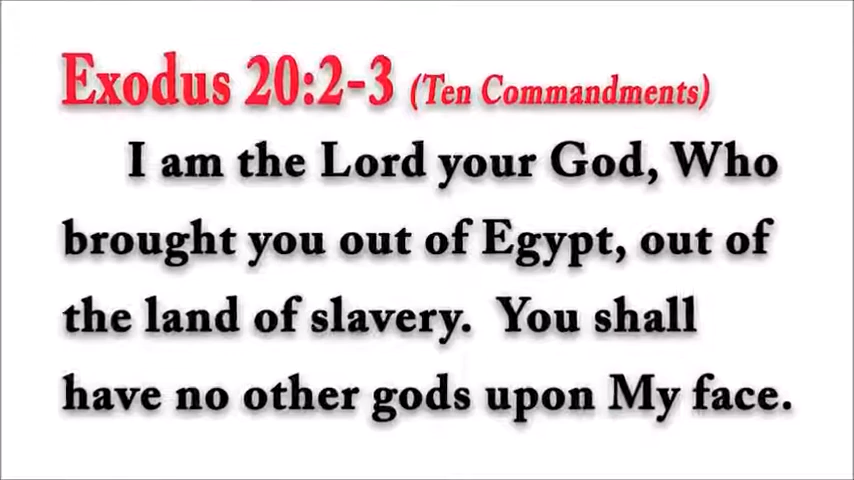 Exodus 20:2-3 (Ten Commandments)
I am the Lord your God, Who
brought you out of Egypt, out of
the land of slavery. You shall
have no other gods upon My face.